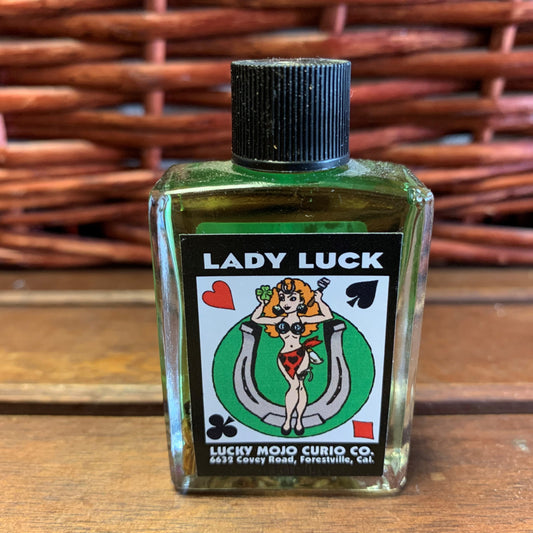 LADY LUCK
LUCKY MOJO CURIO CO.
6632 Covey Road, Forestville, Cal.